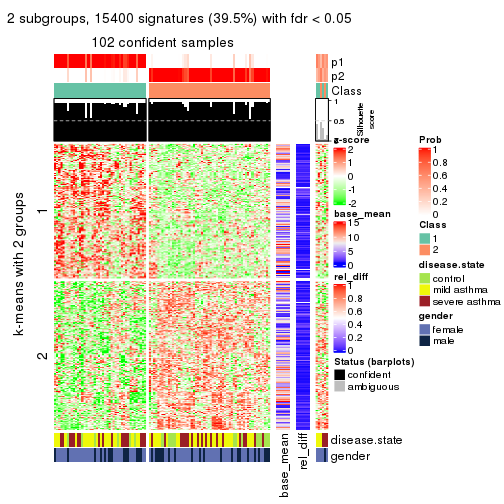 2 subgroups, 15400 signatures (39.5%) with fdr < 0.05
102 confident samples
p1
p2
Class
1
0.5
0
Silhouette
score
k-means with 2 groups
1
2
z-score
2
1
0
-1
-2
base_mean
15
10
5
0
rel_diff
1
0.8
0.6
0.4
0.2
0
Status (barplots)
confident
ambiguous
Prob
1
0.8
0.6
0.4
0.2
0
Class
1
2
disease.state
control
mild asthma
severe asthma
gender
female
male
disease.state
gender
base_mean
rel_diff